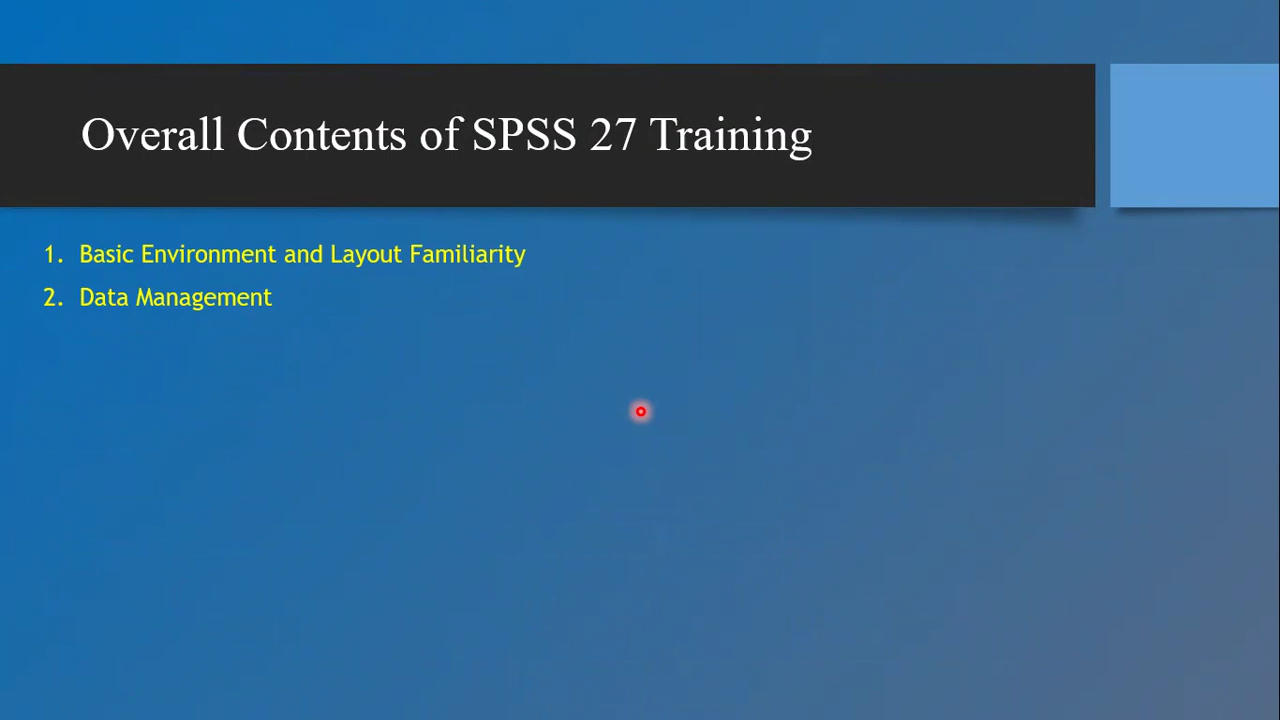 Overall Contents of SPSS 27 Training
1. Basic Environment and Layout Familiarity
2. Data Management